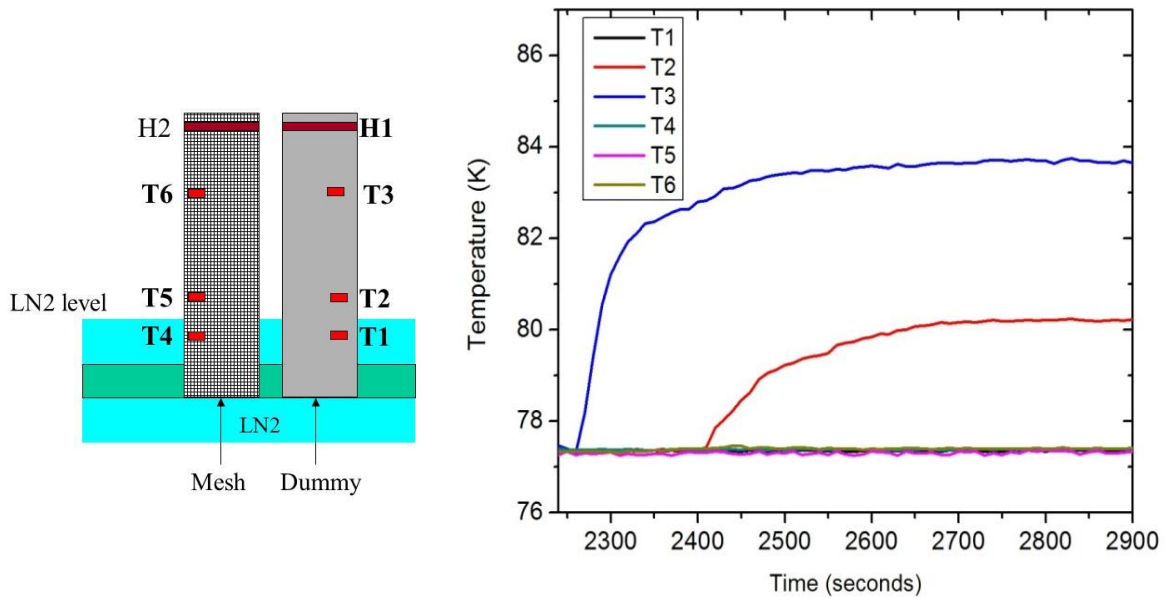 H2
H1
T6
T3
T5
T2
LN2 level
T4
T1
LN2
Mesh
Dummy
T1
T2
T3
T4
T5
T6
86
84
82
80
78
76
Temperature (K)
2300 2400 2500 2600 2700 2800 2900
Time (seconds)